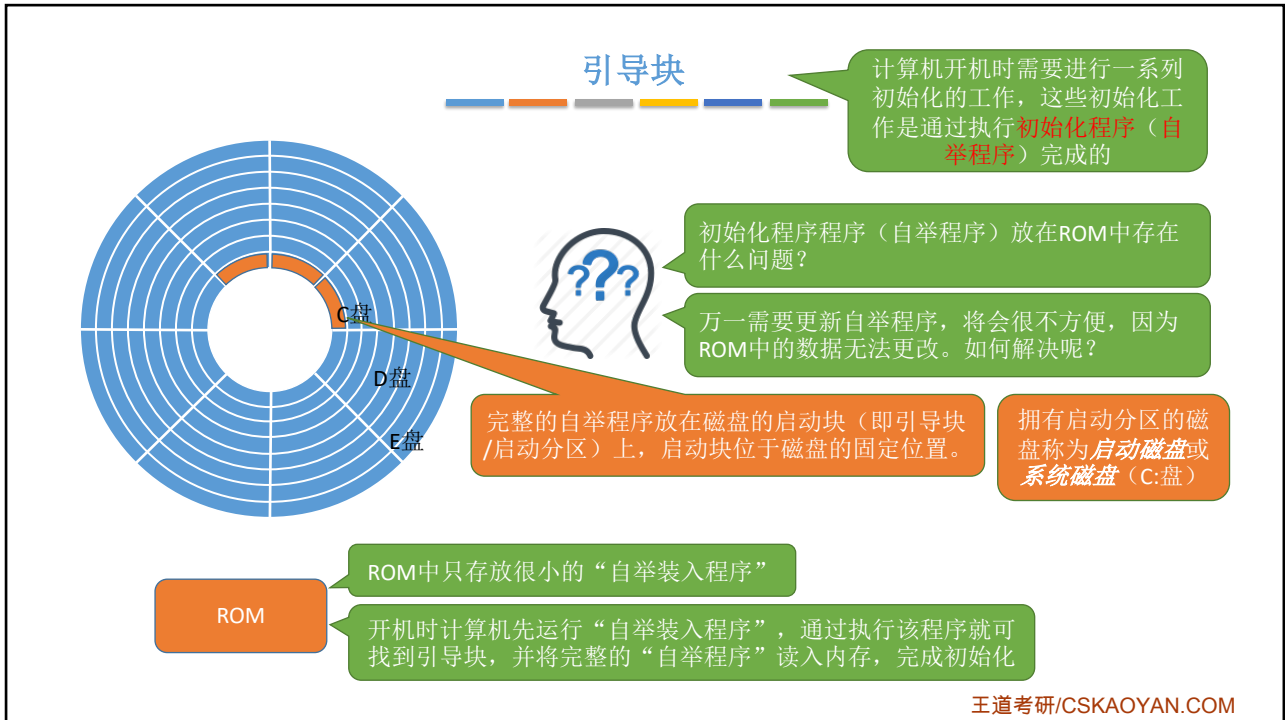 引导块
计算机开机时需要进行一系列
初始化的工作，这些初始化工
作是通过执行初始化程序（自
举程序）完成的
初始化程序程序（自举程序）放在ROM中存在
什么问题？
???
万一需要更新自举程序，将会很不方便，因为
ROM中的数据无法更改。如何解决呢？
C盘
D盘
E盘
完整的自举程序放在磁盘的启动块（即引导块
/启动分区）上，启动块位于磁盘的固定位置。
拥有启动分区的磁
盘称为启动磁盘或
系统磁盘（C:盘）
ROM中只存放很小的“自举装入程序”
ROM
开机时计算机先运行“自举装入程序”，通过执行该程序就可
找到引导块，并将完整的“自举程序”读入内存，完成初始化
王道考研/CSKAOYAN.COM